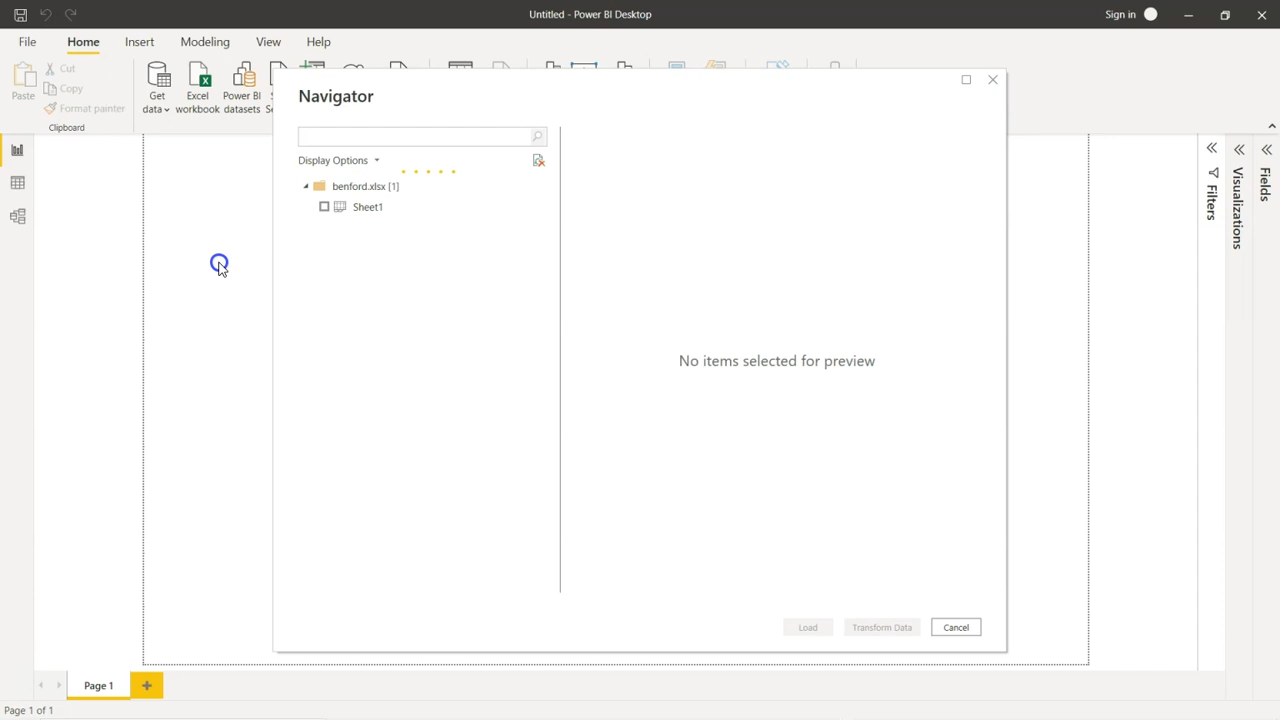 Untitled - Power BI Desktop
Sign in
File Home Insert Modeling View Help
Cut
Copy
Format painter
Paste
Clipboard
Get data
Excel workbook
Power BI datasets
Navigator
Display Options
benford.xlsx [1]
Sheet1
No items selected for preview
Load Transform Data Cancel
Filters
Visualizations
Fields
Page 1
Page 1 of 1